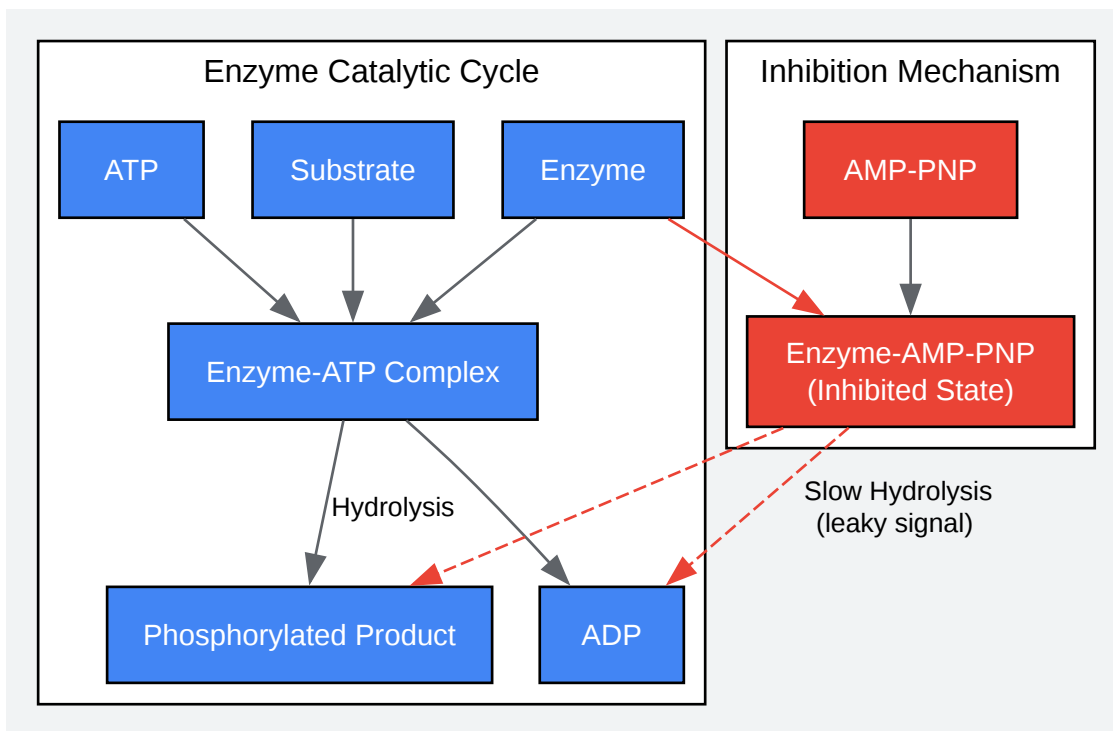 Enzyme Catalytic Cycle
Inhibition Mechanism
ATP
Substrate
Enzyme
AMP-PNP
Enzyme-ATP Complex
Enzyme-AMP-PNP
(Inhibited State)
Hydrolysis
Slow Hydrolysis
(leaky signal)
Phosphorylated Product
ADP